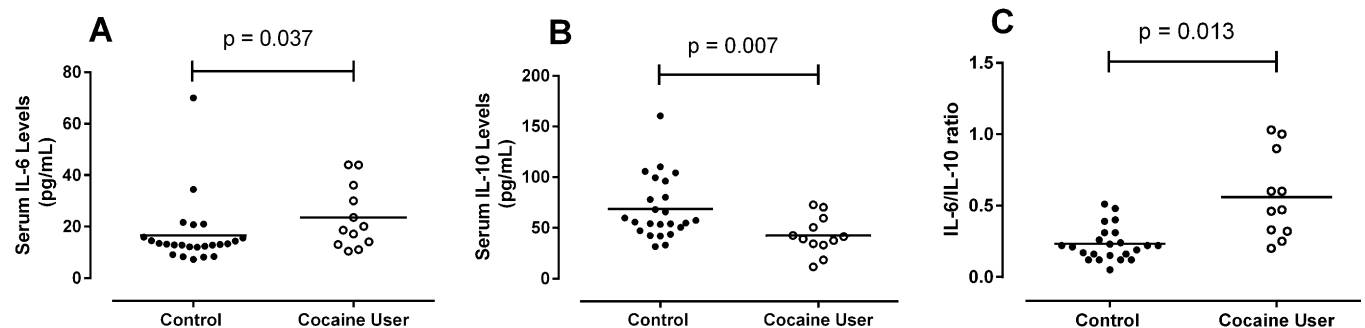 A
p = 0.037
Serum IL-6 Levels
(pg/mL)
80
60
40
20
0
Control
Cocaine User
B
p = 0.007
Serum IL-10 Levels
(pg/mL)
200
150
100
50
0
Control
Cocaine User
C
p = 0.013
IL-6/IL-10 ratio
1.5
1.0
0.5
0.0
Control
Cocaine User